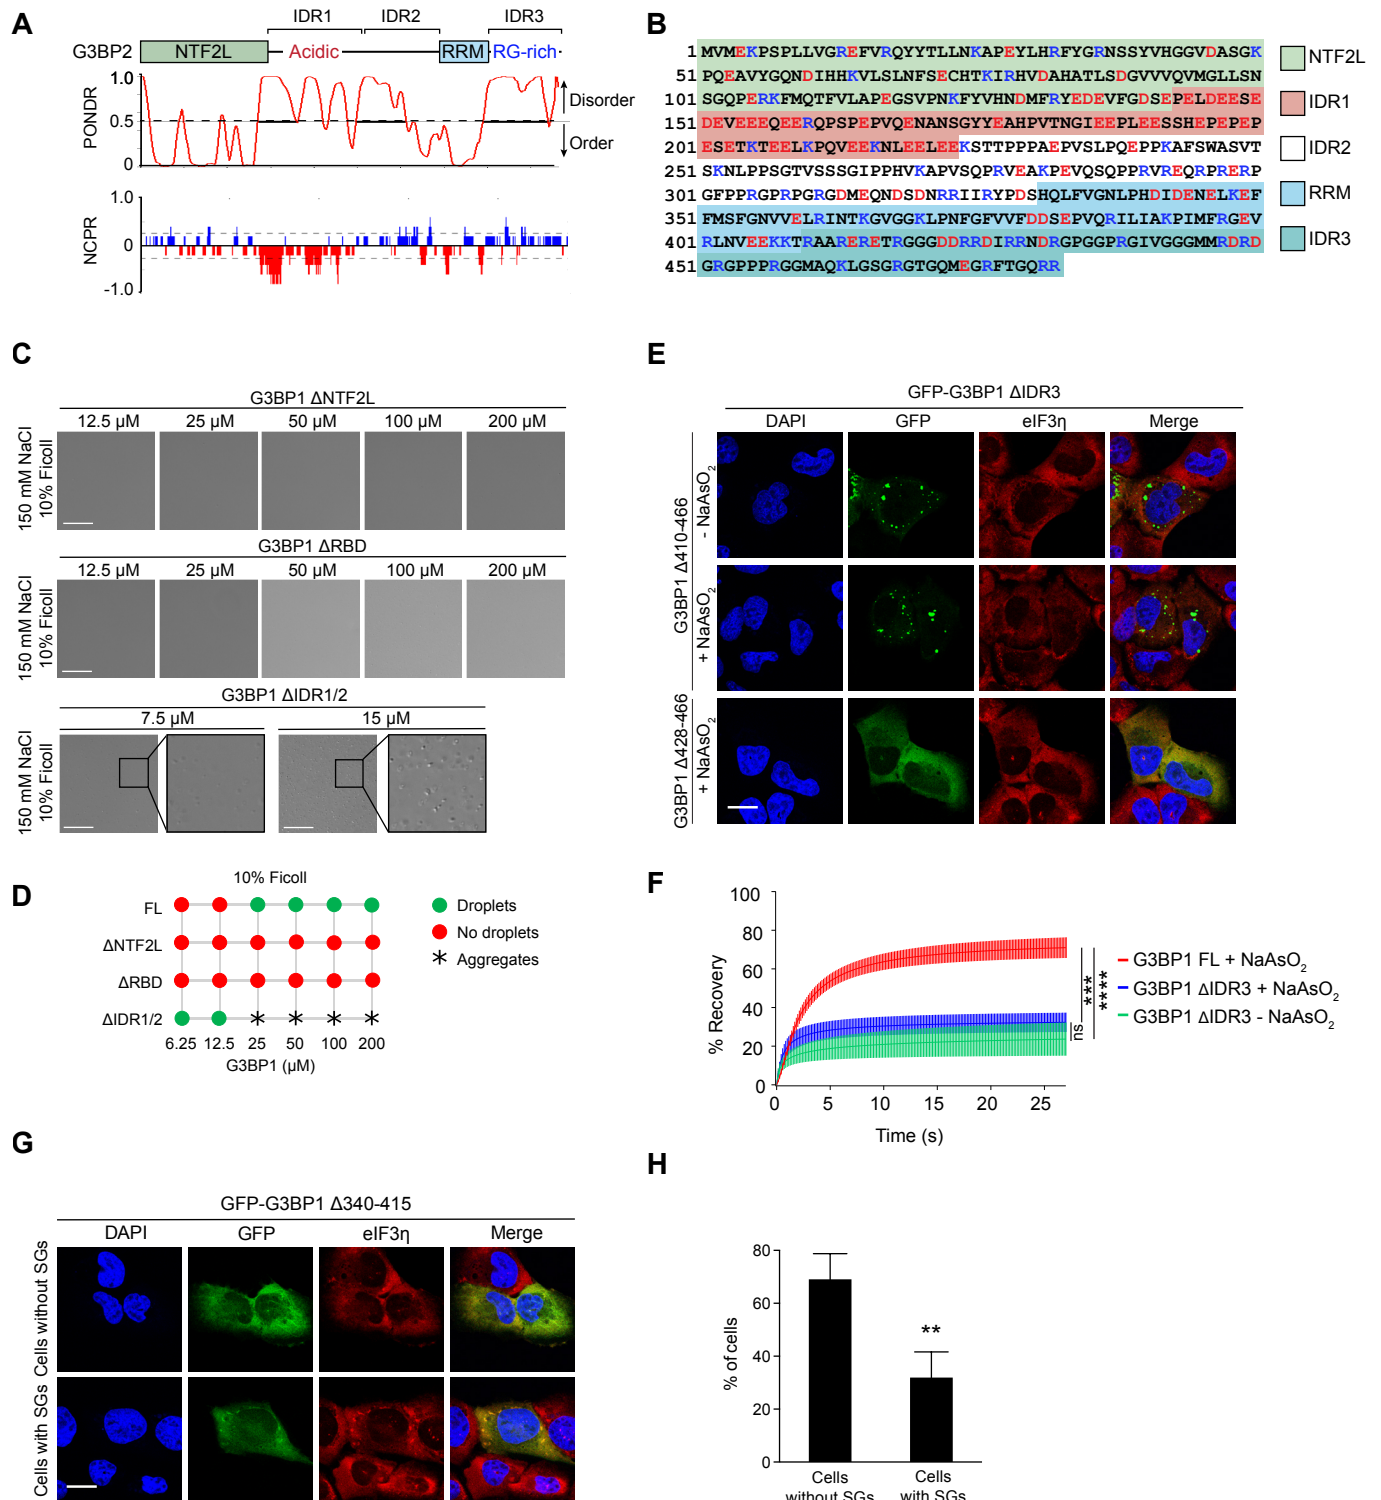 A
IDR1 IDR2 IDR3
G3BP2 NTF2L Acidic RRM RG-rich
PONDR
1.0
0.5
0
Disorder
Order
NCPR
1.0
0
-1.0
B
1 MVMEKPSPLLVGREFVRQYYTLLNKAPEYLHRFYGRNSSYVHGGVDASGK
51 PQEAVYGQNDIHHKVLSLNFSECHTKIRHVDAHATLSDGVVVQVMGLLSN
101 SGQPERKFMQTFVLAPEGSVPNKFYVHNDMFRYEDEVFGDSEPELDEESE
151 DEVEEEQEERQPSPEPVQENANSGYYEAHPVTNGIEEPLEESSHEPEPEP
201 ESETKTEELKPQVEEKNLEELEEKSTTPPPAEPVSLPQEPPKAFSWASVT
251 SKNLPPSGTVSSSGIPPHVKAPVSQPRVEAKPEVQSQPPRVREQRPRERP
301 GFPPRGPRPGRGDMEQNDSDNRRIIRYPDSHQLFVGNLPHDIDENELKEF
351 FMSFGNVVELRINTKGVGGKLPNFGFVVFDDSEPVQRILIAKPIMFRGEV
401 RLNVEEKKTRAARERETRGGGDDRRDIRRNDRGPGGPRGIVGGGMMRDRD
451 GRGPPPRGGMAQKLGSGRGTGQMEGRFTGQRR
NTF2L
IDR1
IDR2
RRM
IDR3
C
G3BP1 ΔNTF2L
12.5 µM 25 µM 50 µM 100 µM 200 µM
150 mM NaCl
10% Ficoll
G3BP1 ΔRBD
12.5 µM 25 µM 50 µM 100 µM 200 µM
150 mM NaCl
10% Ficoll
G3BP1 ΔIDR1/2
7.5 µM 15 µM
150 mM NaCl
10% Ficoll
D
10% Ficoll
FL
ΔNTF2L
ΔRBD
ΔIDR1/2
6.25 12.5 25 50 100 200
G3BP1 (µM)
Droplets
No droplets
Aggregates
E
GFP-G3BP1 ΔIDR3
DAPI GFP eIF3η Merge
G3BP1 Δ410-466
- NaAsO2
+ NaAsO2
G3BP1 Δ428-466
+ NaAsO2
F
% Recovery
100
80
60
40
20
0
0 5 10 15 20 25
Time (s)
ns
***
****
G3BP1 FL + NaAsO2
G3BP1 ΔIDR3 + NaAsO2
G3BP1 ΔIDR3 - NaAsO2
G
GFP-G3BP1 Δ340-415
DAPI GFP eIF3η Merge
Cells without SGs
Cells with SGs
H
% of cells
80
60
40
20
0
**
Cells
without SGs
Cells
with SGs